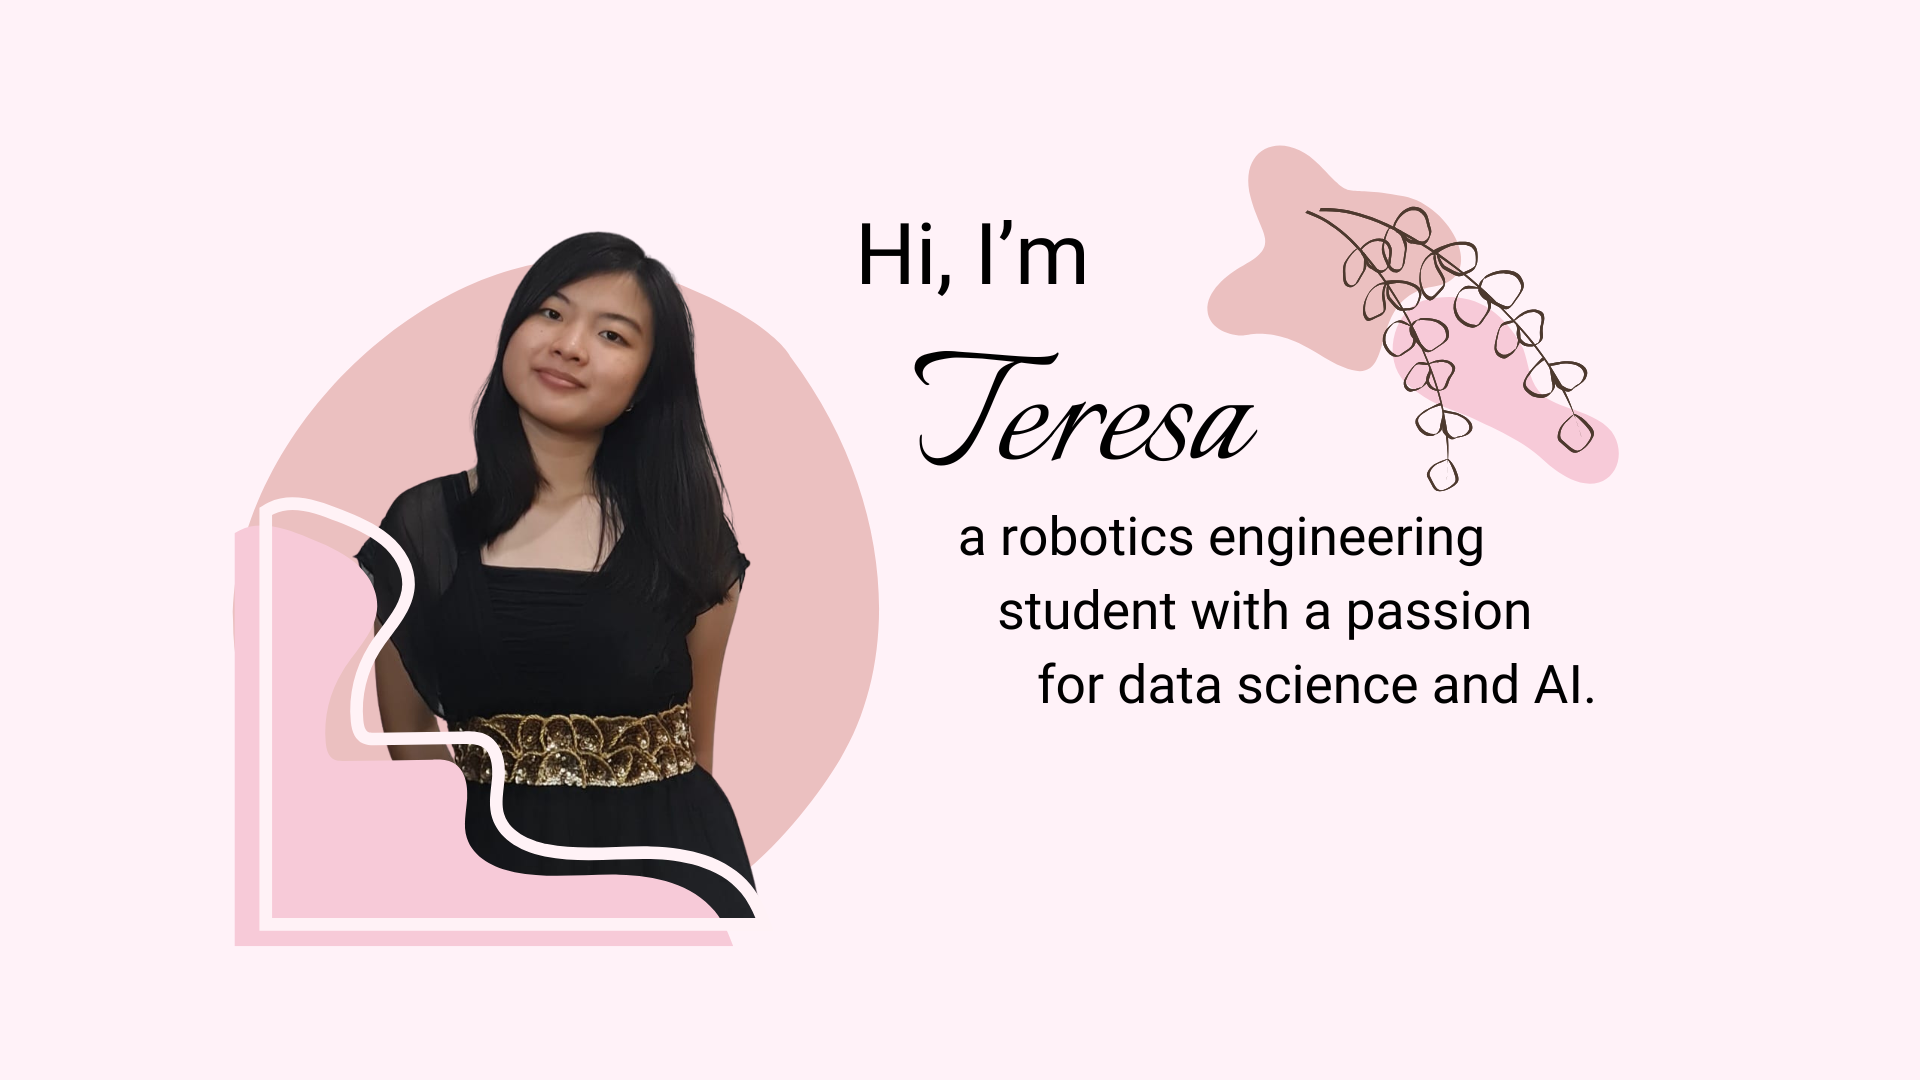 Hi, I’m
Teresa
a robotics engineering
student with a passion
for data science and AI.